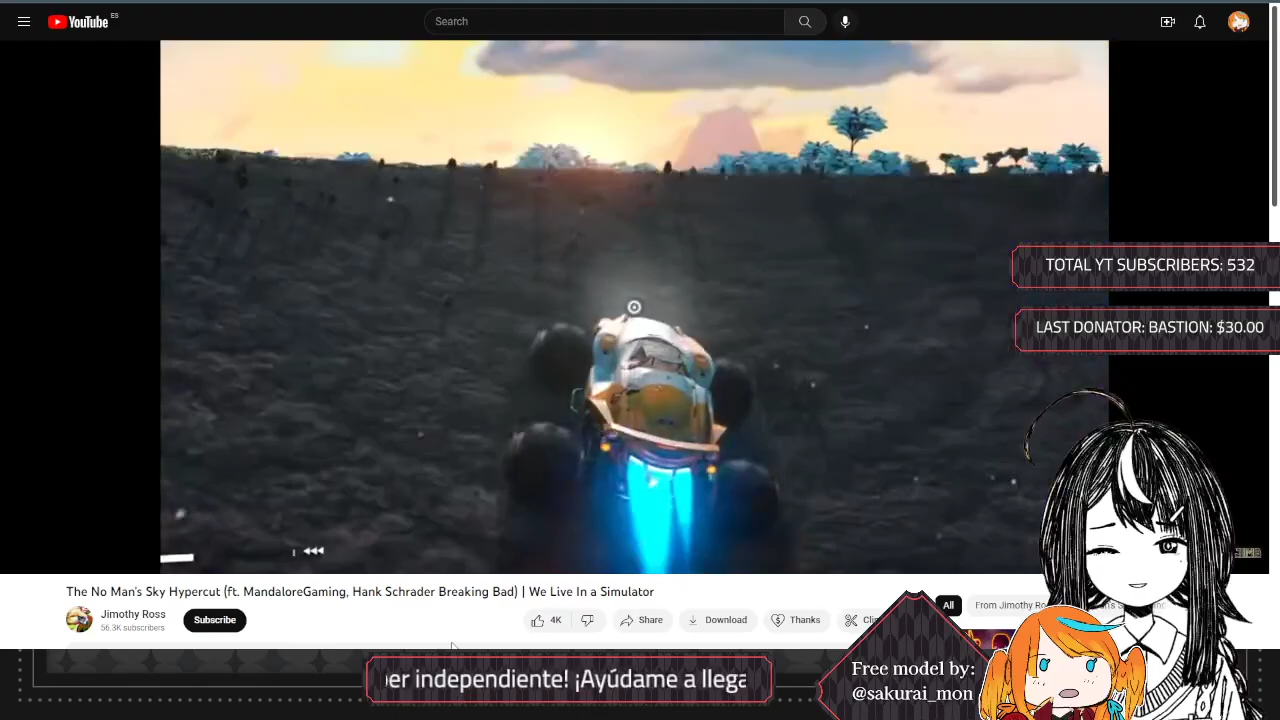 YouTube ES
Search
TOTAL YT SUBSCRIBERS: 532
LAST DONATOR: BASTION: $30.00
The No Man's Sky Hypercut (ft. MandaloreGaming, Hank Schrader Breaking Bad) | We Live In a Simulator
Jimothy Ross
56.3K subscribers
Subscribe
4K
Share
Download
Thanks
All
From Jimothy
er independiente! ¡Ayúdame a llega
Free model by:
@sakurai_mon